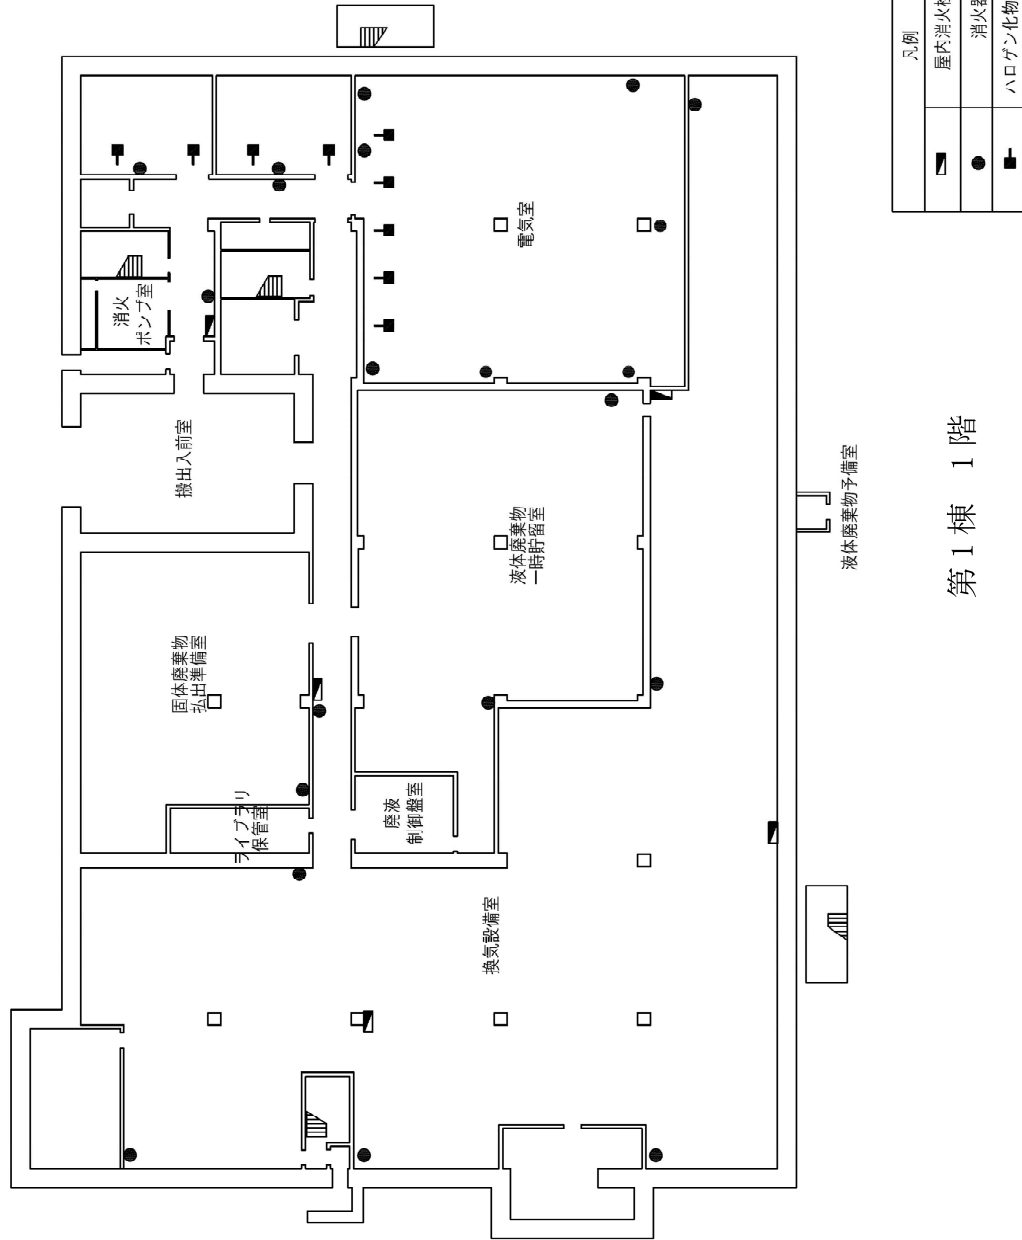 凡例
屋内消火
消火
ハロゲン化物
消火
ポンプ室
電気室
搬出入前室
液体廃棄物
一時貯留室
液体廃棄物予備室
固体廃棄物
払出準備室
ライブラリ
保管室
廃液
制御盤室
換気設備室
第1棟 1階